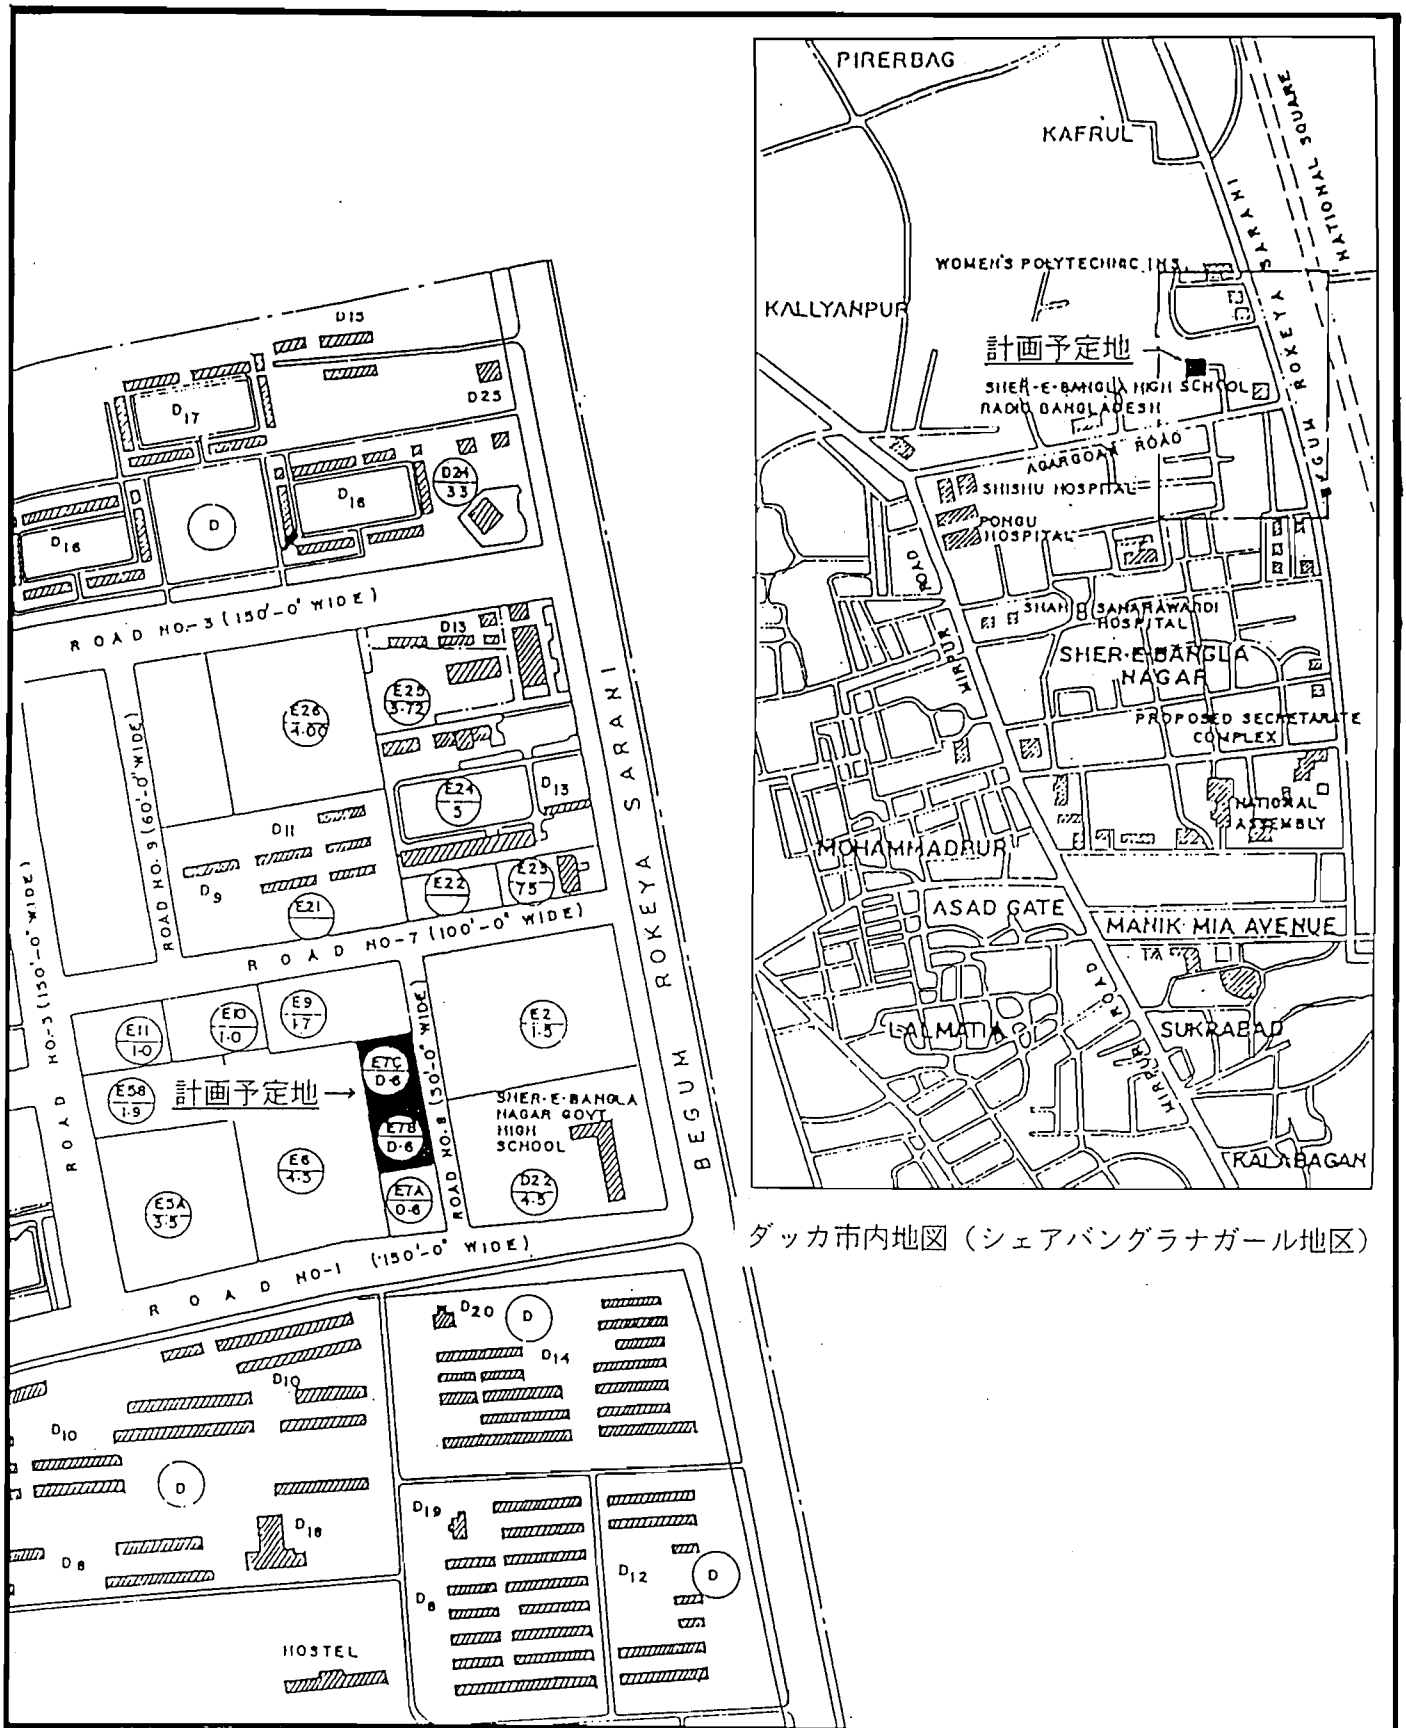 PIRERBAG
KAFRUL
NATIONAL SQUARE
BEGUM ROKEYA SARANI
WOMEN'S POLYTECHNIC INS.
KALLYANPUR
計画予定地
SHER-E-BANGLA HIGH SCHOOL
RADIO BANGLADESH
AGARGOAN ROAD
SHISHU HOSPITAL
PONGU
HOSPITAL
MIRPUR ROAD
SHAH SAHARAWARDI
HOSPITAL
SHER-E-BANGLA
NAGAR
PROPOSED SECRETARATE
COMPLEX
NATIONAL
ASSEMBLY
MOHAMMADPUR
ASAD GATE
MANIK MIA AVENUE
LALMATIA
SUKRABAD
MIRPUR ROAD
KALABAGAN
ダッカ市内地図（シェアバングラナガール地区）
D15
D17
D25
D24
33
D16
D
D18
ROAD NO.-3 (150'-0" WIDE)
D13
E25
3.72
E26
4.00
ROAD NO. 9 (60'-0" WIDE)
E24
5
D13
D11
D9
E21
E22
E23
75
ROAD NO-7 (100'-0" WIDE)
BEGUM ROKEYA SARANI
ROAD NO-3 (150'-0" WIDE)
E11
1.0
E10
1.0
E9
1.7
E2
1.5
E7C
D-6
E5B
1.9
計画予定地
E7B
D-6
ROAD NO. 8 (50'-0" WIDE)
SHER-E-BANGLA
NAGAR GOVT
HIGH
SCHOOL
E6
4.5
E7A
D-6
D22
4.5
E5A
3.5
ROAD NO-1 (150'-0" WIDE)
D20
D
D14
D10
D10
D
D19
D18
D8
D12
D
D8
HOSTEL